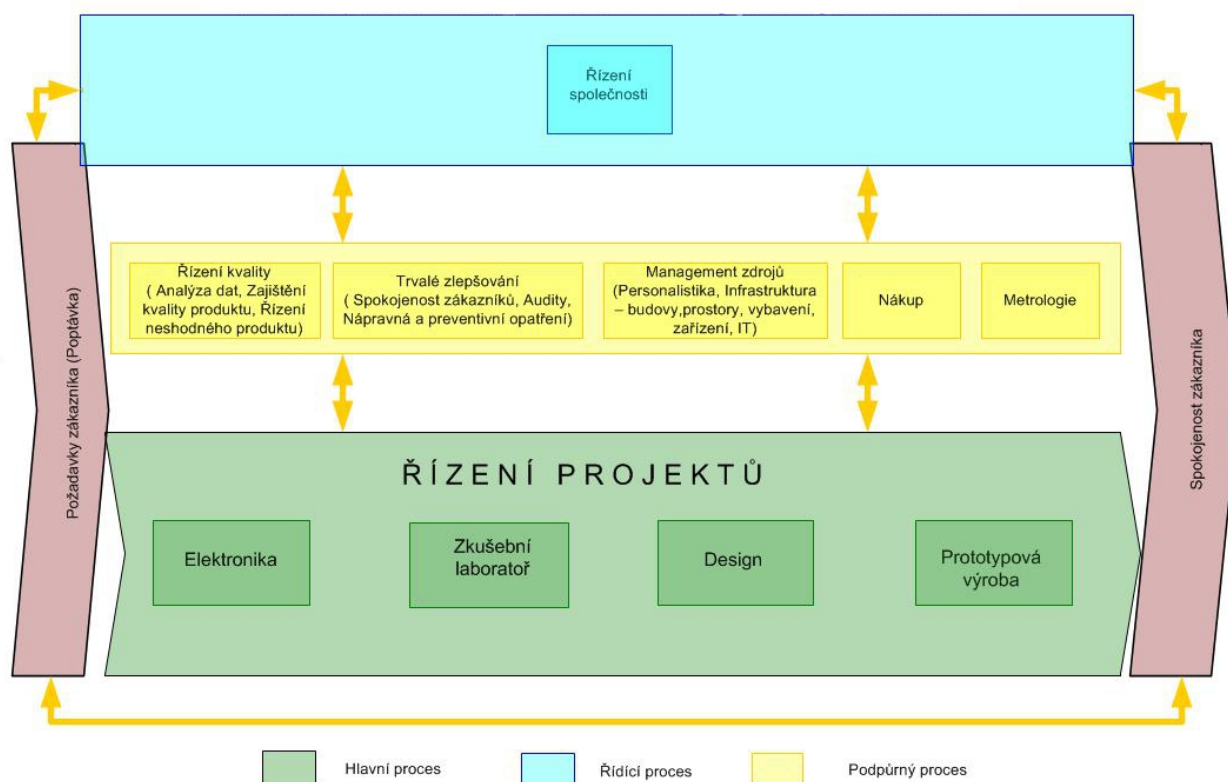 Řízení
společnosti
Požadavky zákazníka (Poptávka)
Řízení kvality
( Analýza dat, Zajištění
kvality produktu, Řízení
neshodného produktu)
Trvalé zlepšování
( Spokojenost zákazníků, Audity,
Nápravná a preventivní opatření)
Management zdrojů
(Personalistika, Infrastruktura
– budovy,prostory, vybavení,
zařízení, IT)
Nákup
Metrologie
Spokojenost zákazníka
ŘÍZENÍ PROJEKTŮ
Elektronika
Zkušební
laboratoř
Design
Prototypová
výroba
Hlavní proces
Řídící proces
Podpůrný proces